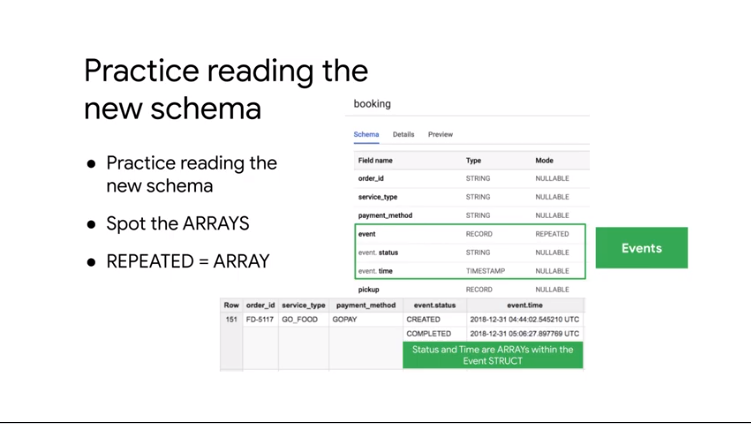 Practice reading the
new schema
● Practice reading the
new schema
● Spot the ARRAYS
● REPEATED = ARRAY
booking
Schema Details Preview
Field name Type Mode
order_id STRING NULLABLE
service_type STRING NULLABLE
payment_method STRING NULLABLE
event RECORD REPEATED
event. status STRING NULLABLE
event. time TIMESTAMP NULLABLE
pickup RECORD NULLABLE
Events
Row order_id service_type payment_method event.status event.time
151 FD-5117 GO_FOOD GOPAY CREATED 2018-12-31 04:44:02.545210 UTC
COMPLETED 2018-12-31 05:06:27.897769 UTC
Status and Time are ARRAYs within the
Event STRUCT